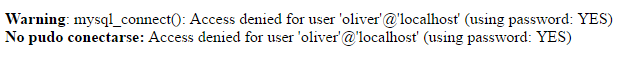 Warning: mysql_connect(): Access denied for user 'oliver'@'localhost' (using password: YES)
No pudo conectarse: Access denied for user 'oliver'@'localhost' (using password: YES)